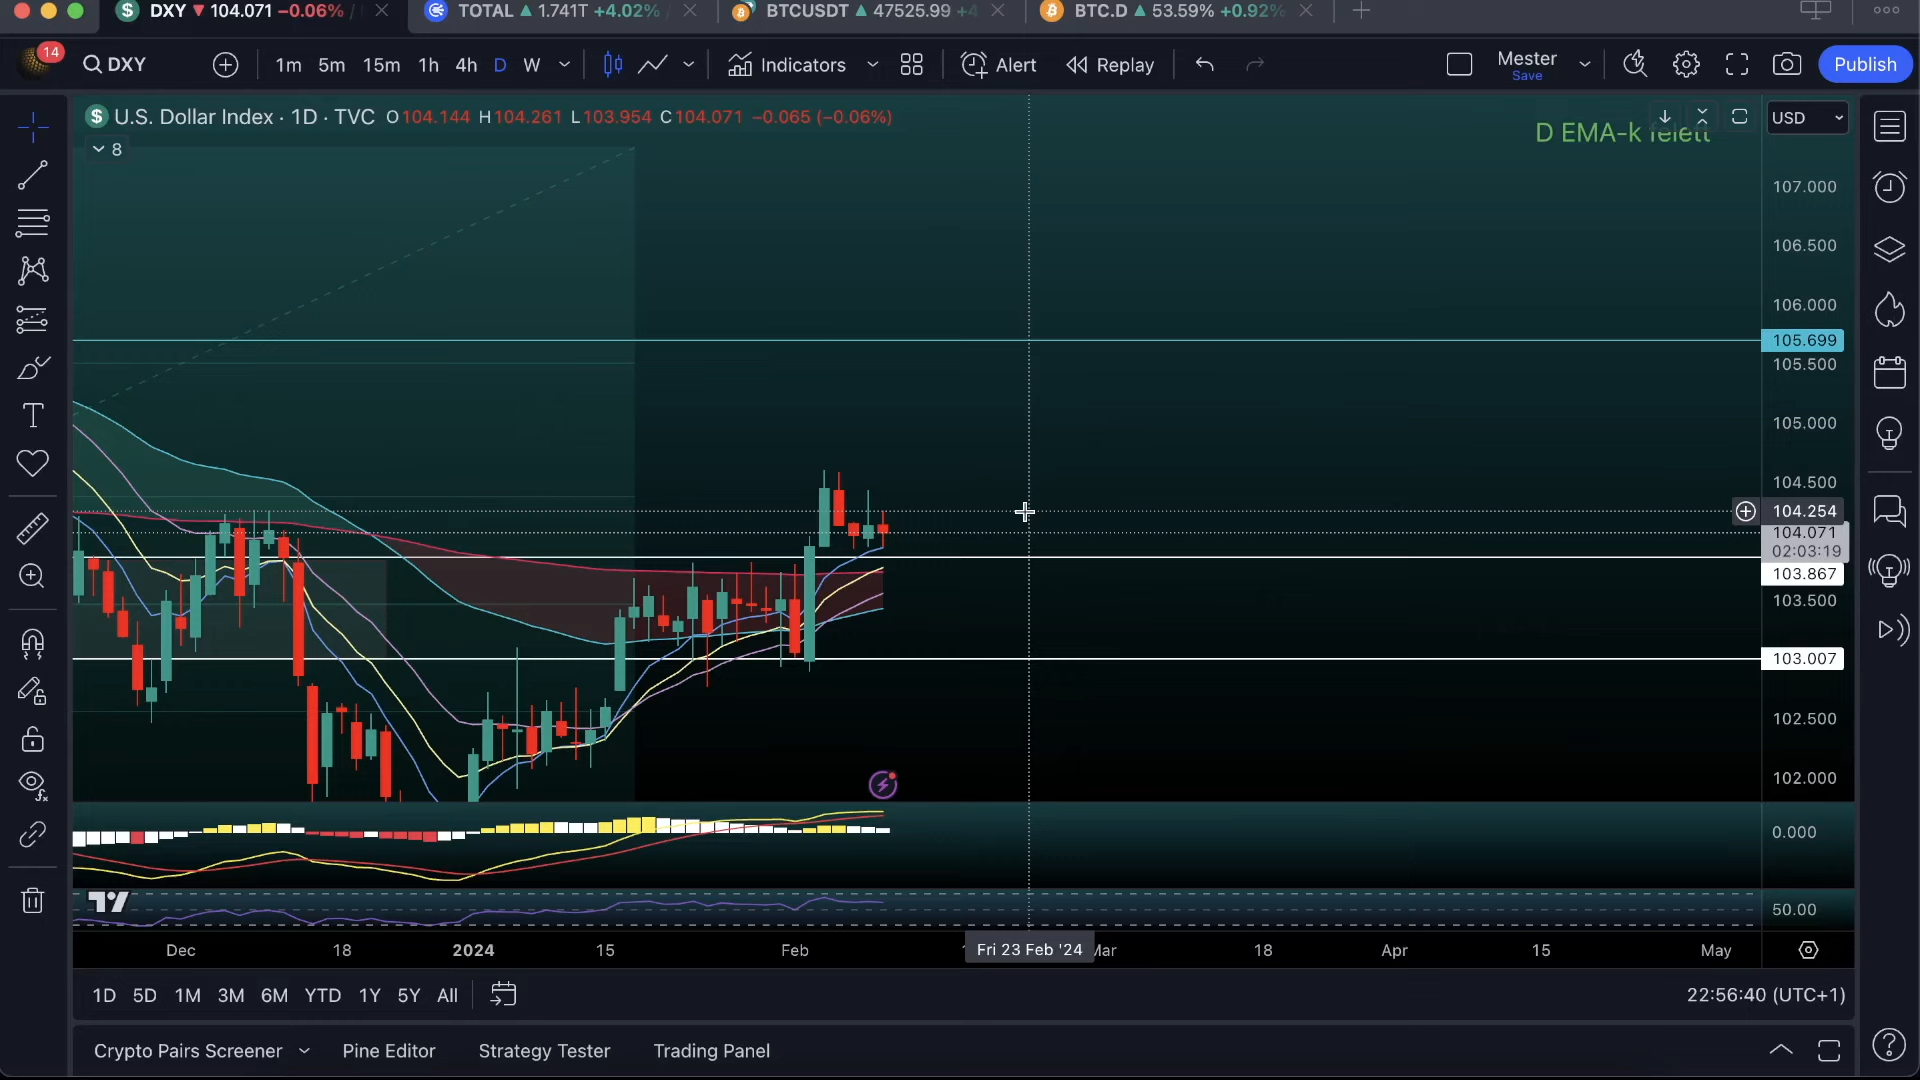 DXY ▼ 104.071 −0.06% /
TOTAL ▲ 1.741T +4.02%
BTCUSDT ▲ 47525.99 +4
BTC.D ▲ 53.59% +0.92%
14
DXY
1m 5m 15m 1h 4h D W
Indicators
Alert
Replay
Mester
Save
Publish
U.S. Dollar Index · 1D · TVC O104.144 H104.261 L103.954 C104.071 −0.065 (−0.06%)
8
D EMA-k felett
USD
107.000
106.500
106.000
105.699
105.500
105.000
104.500
104.254
104.071
02:03:19
103.867
103.500
103.007
102.500
102.000
0.000
50.00
Dec 18 2024 15 Feb Fri 23 Feb '24 Mar 18 Apr 15 May
1D 5D 1M 3M 6M YTD 1Y 5Y All
22:56:40 (UTC+1)
Crypto Pairs Screener Pine Editor Strategy Tester Trading Panel